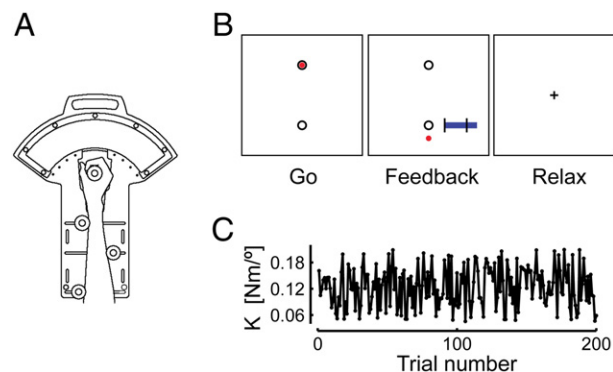 A
B
Go
Feedback
Relax
C
K [Nm/º]
0.18
0.12
0.06
0
100
200
Trial number